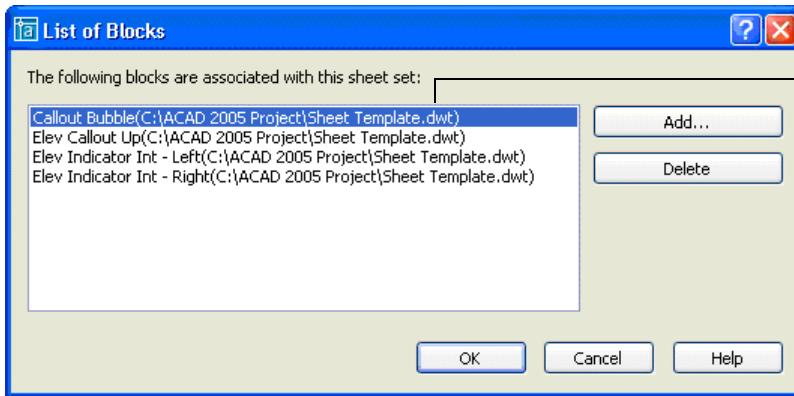 List of Blocks
The following blocks are associated with this sheet set:
Callout Bubble(C:\ACAD 2005 Project\Sheet Template.dwt)
Elev Callout Up(C:\ACAD 2005 Project\Sheet Template.dwt)
Elev Indicator Int - Left(C:\ACAD 2005 Project\Sheet Template.dwt)
Elev Indicator Int - Right(C:\ACAD 2005 Project\Sheet Template.dwt)
Add...
Delete
OK
Cancel
Help